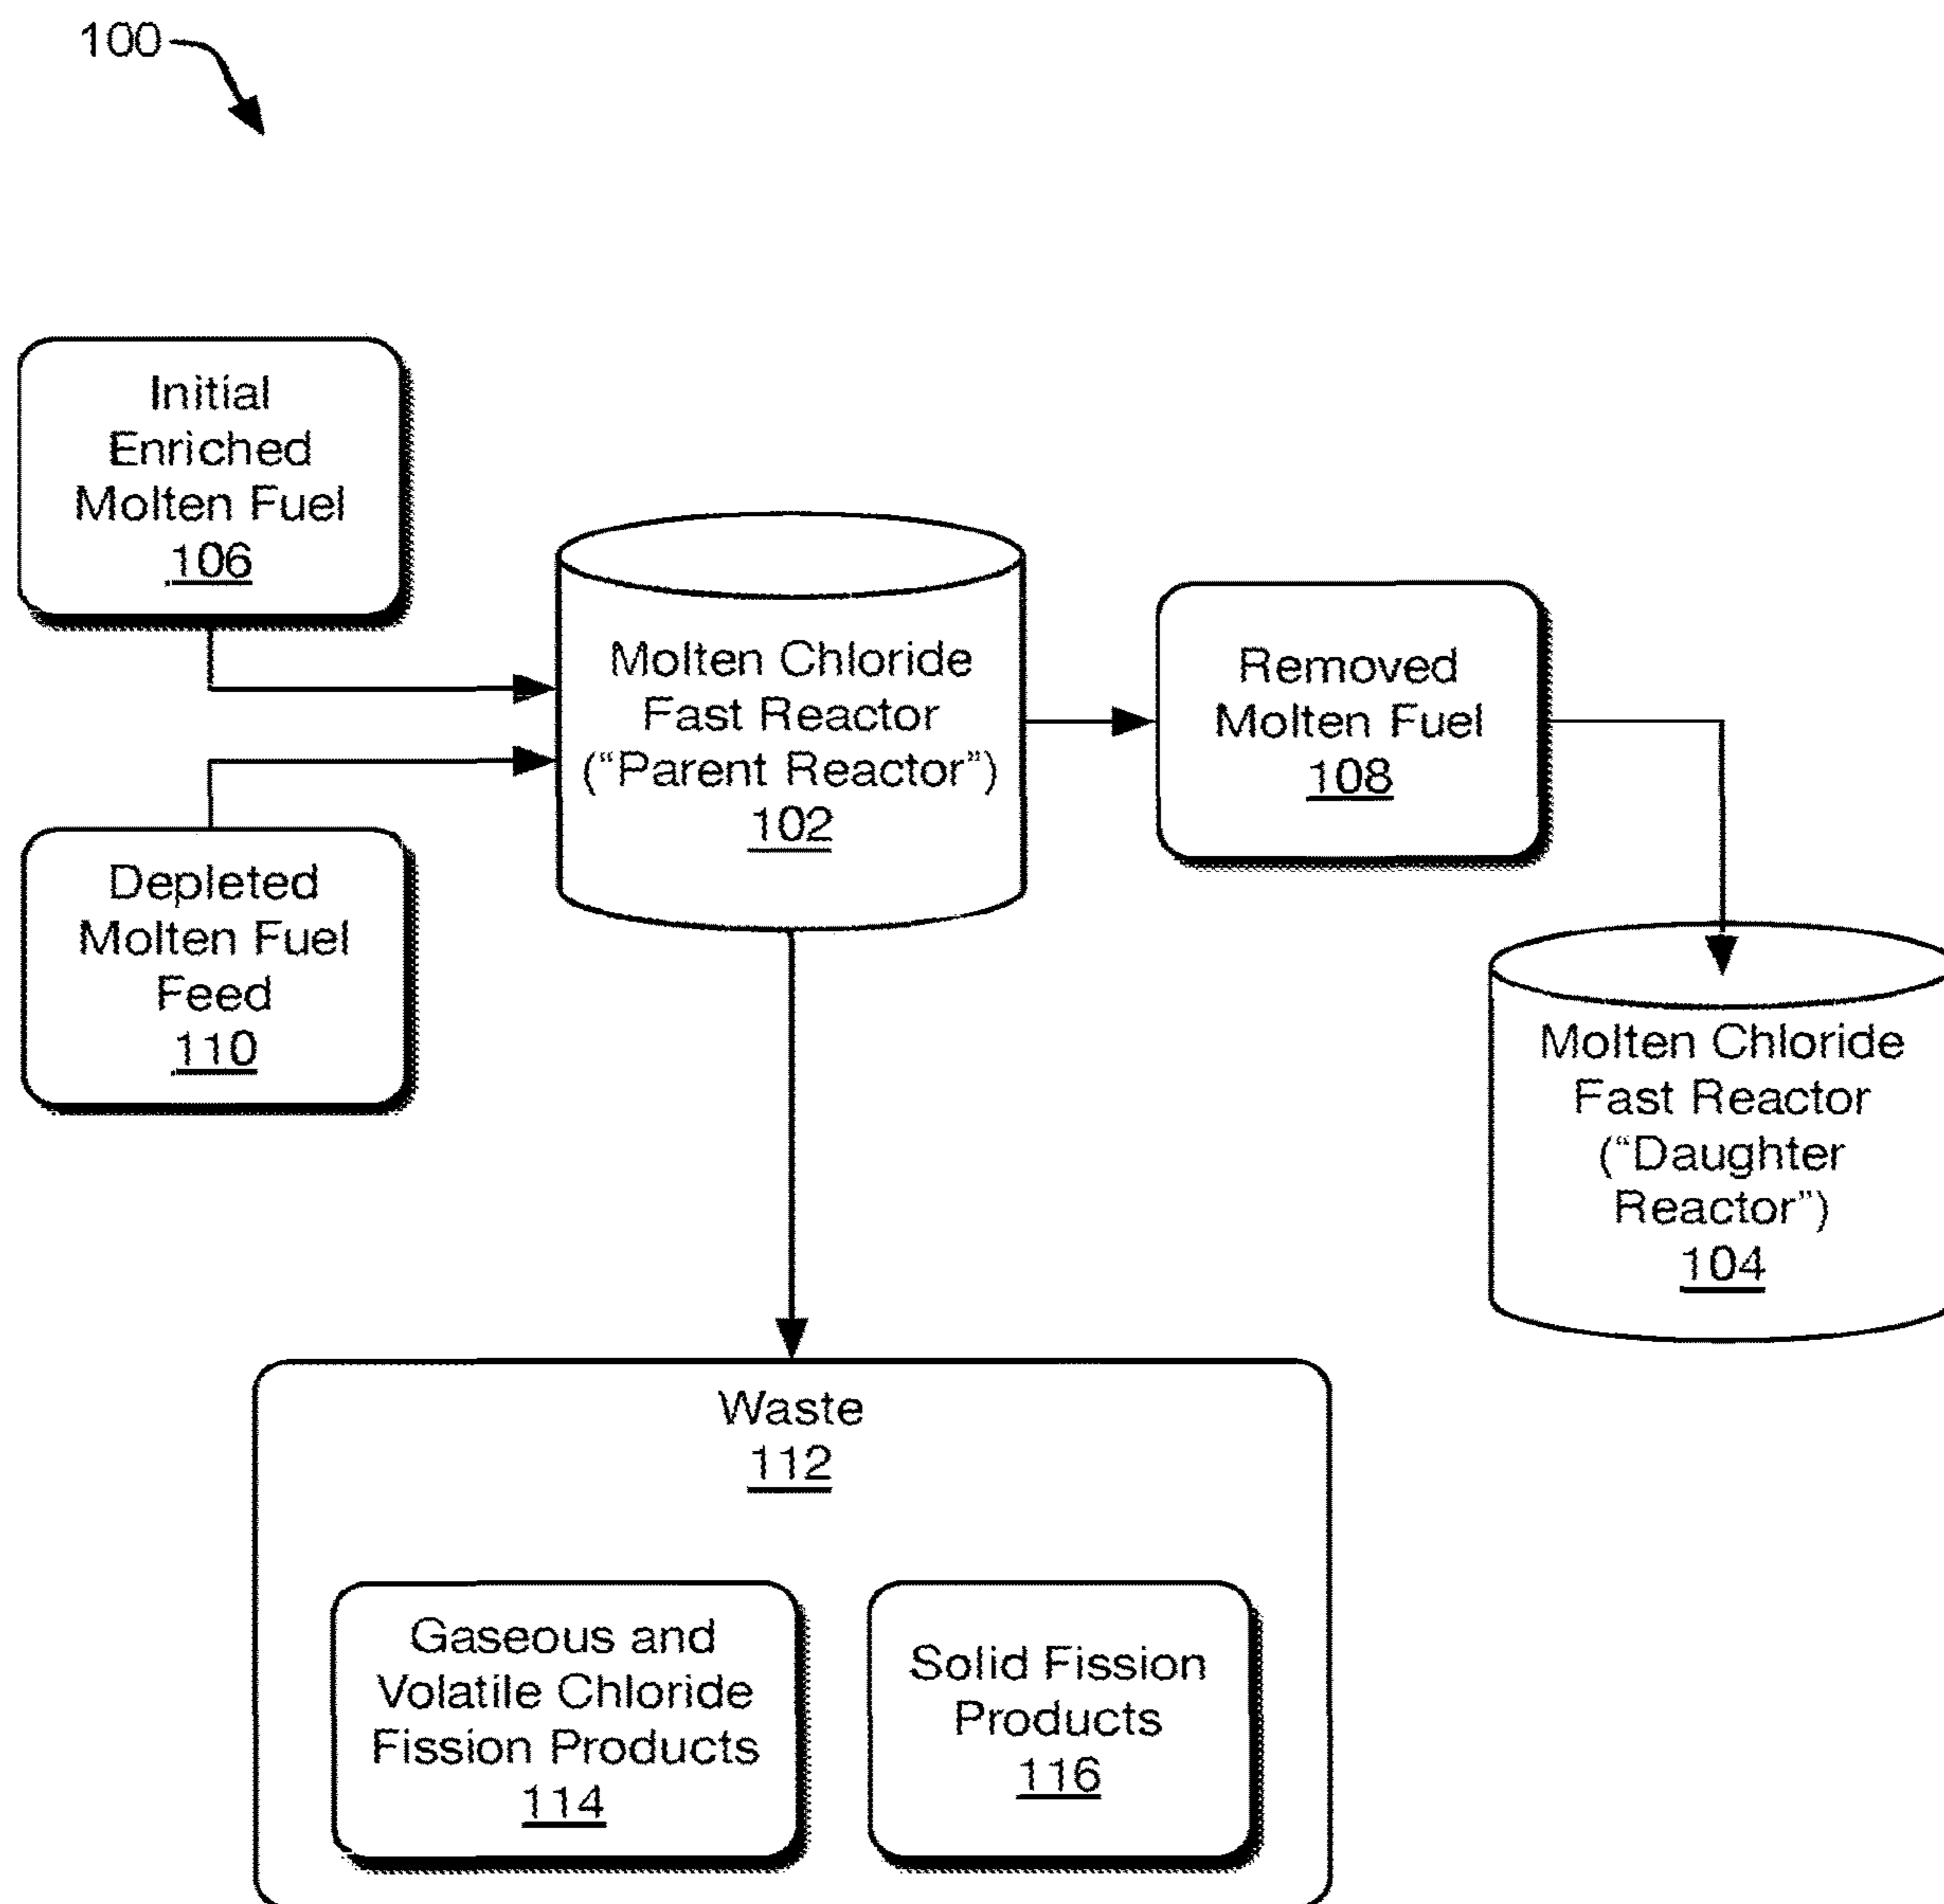 100
Initial
Enriched
Molten Fuel
106
Molten Chloride
Fast Reactor
(“Parent Reactor”)
102
Removed
Molten Fuel
108
Depleted
Molten Fuel
Feed
110
Molten Chloride
Fast Reactor
(“Daughter
Reactor”)
104
Waste
112
Gaseous and
Volatile Chloride
Fission Products
114
Solid Fission
Products
116